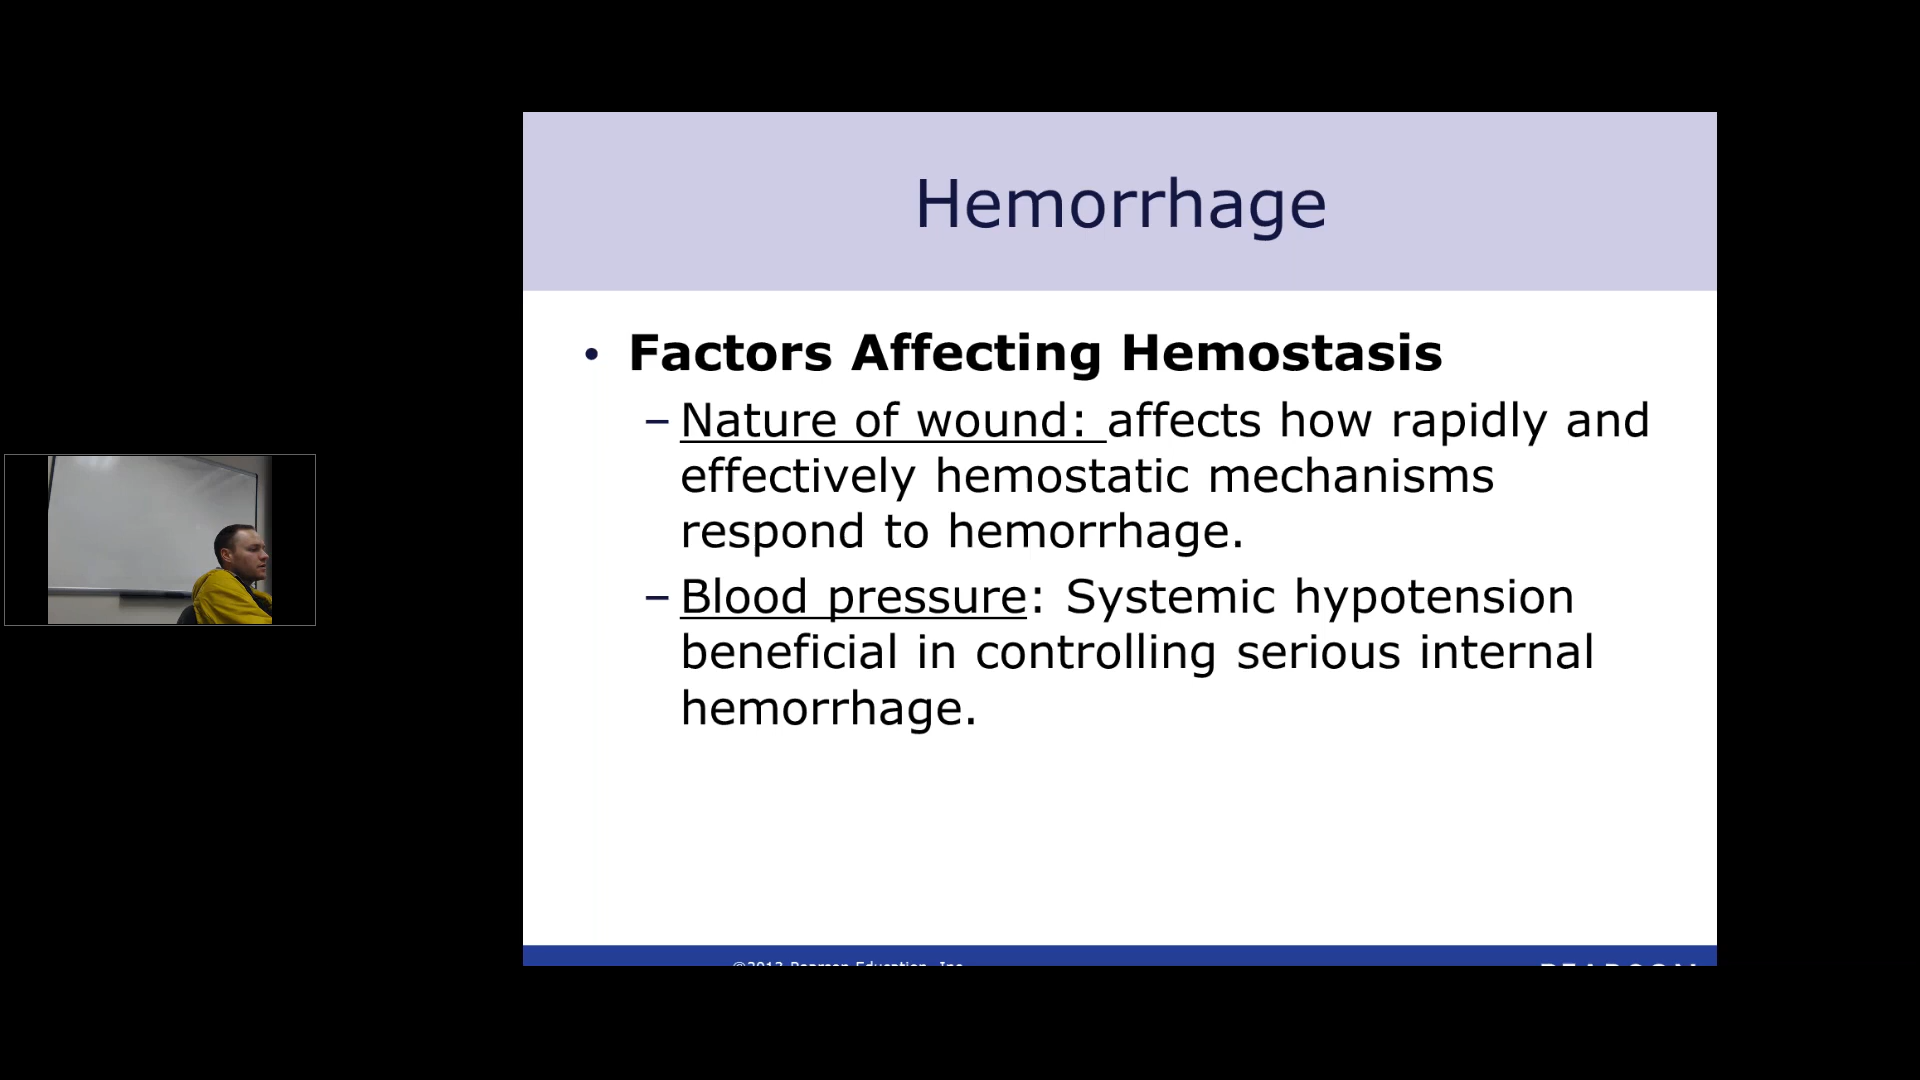 Hemorrhage
• Factors Affecting Hemostasis
– Nature of wound: affects how rapidly and
effectively hemostatic mechanisms
respond to hemorrhage.
– Blood pressure: Systemic hypotension
beneficial in controlling serious internal
hemorrhage.
©2013 Pearson Education, Inc.
PEARSON